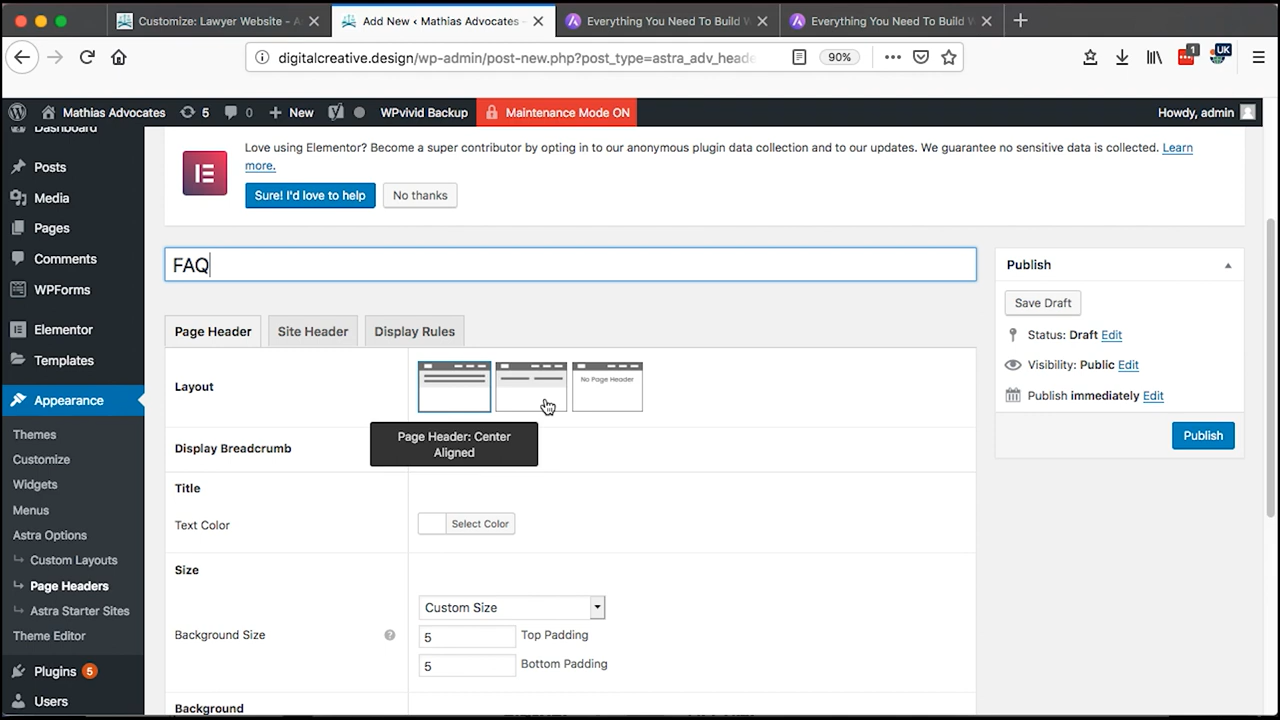 Customize: Lawyer Website – A
Add New ‹ Mathias Advocates –
Everything You Need To Build W
Everything You Need To Build W
digitalcreative.design/wp-admin/post-new.php?post_type=astra_adv_heade
90%
1
UK
Mathias Advocates
5
0
New
WPvivid Backup
Maintenance Mode ON
Howdy, admin
Dashboard
Posts
Media
Pages
Comments
WPForms
Elementor
Templates
Appearance
Themes
Customize
Widgets
Menus
Astra Options
Custom Layouts
Page Headers
Astra Starter Sites
Theme Editor
Plugins 5
Users
Love using Elementor? Become a super contributor by opting in to our anonymous plugin data collection and to our updates. We guarantee no sensitive data is collected. Learn
more.
Sure! I'd love to help
No thanks
FAQ
Page Header
Site Header
Display Rules
Layout
No Page Header
Page Header: Center
Aligned
Display Breadcrumb
Title
Text Color
Select Color
Size
Background Size
?
Custom Size
5 Top Padding
5 Bottom Padding
Background
Publish
Save Draft
Status: Draft Edit
Visibility: Public Edit
Publish immediately Edit
Publish